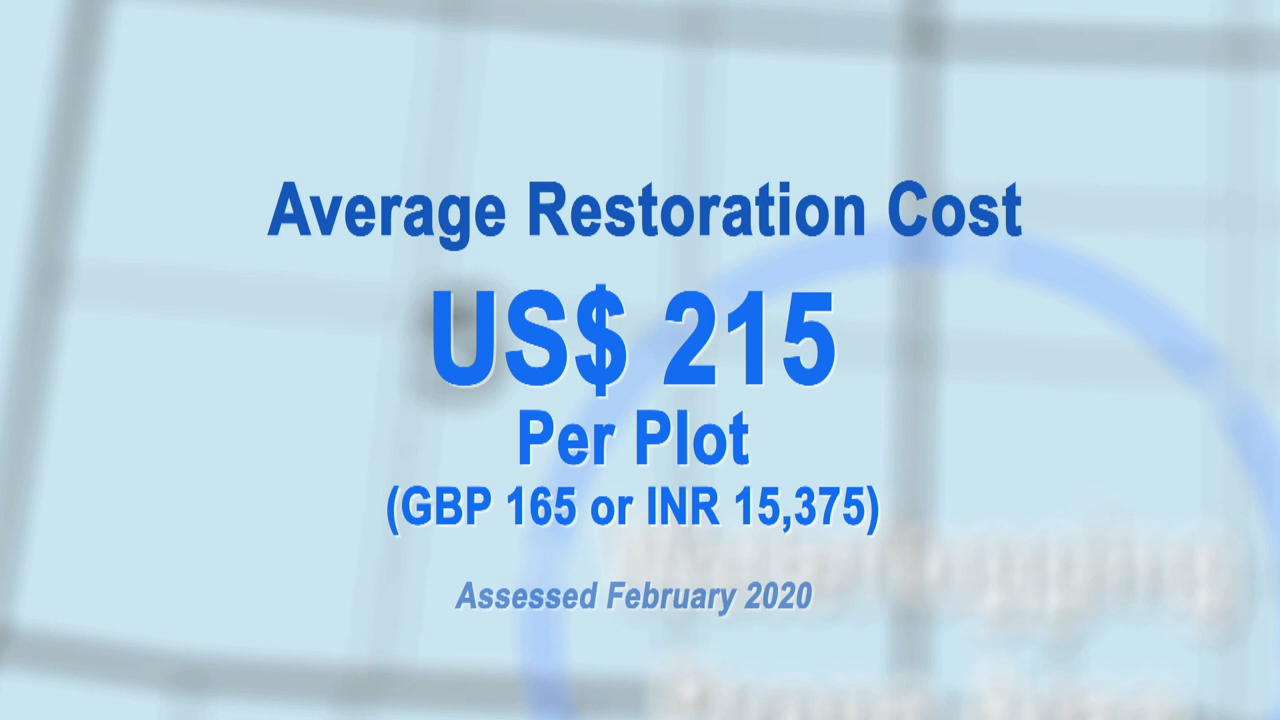 Average Restoration Cost
US$ 215
Per Plot
(GBP 165 or INR 15,375)
Assessed February 2020